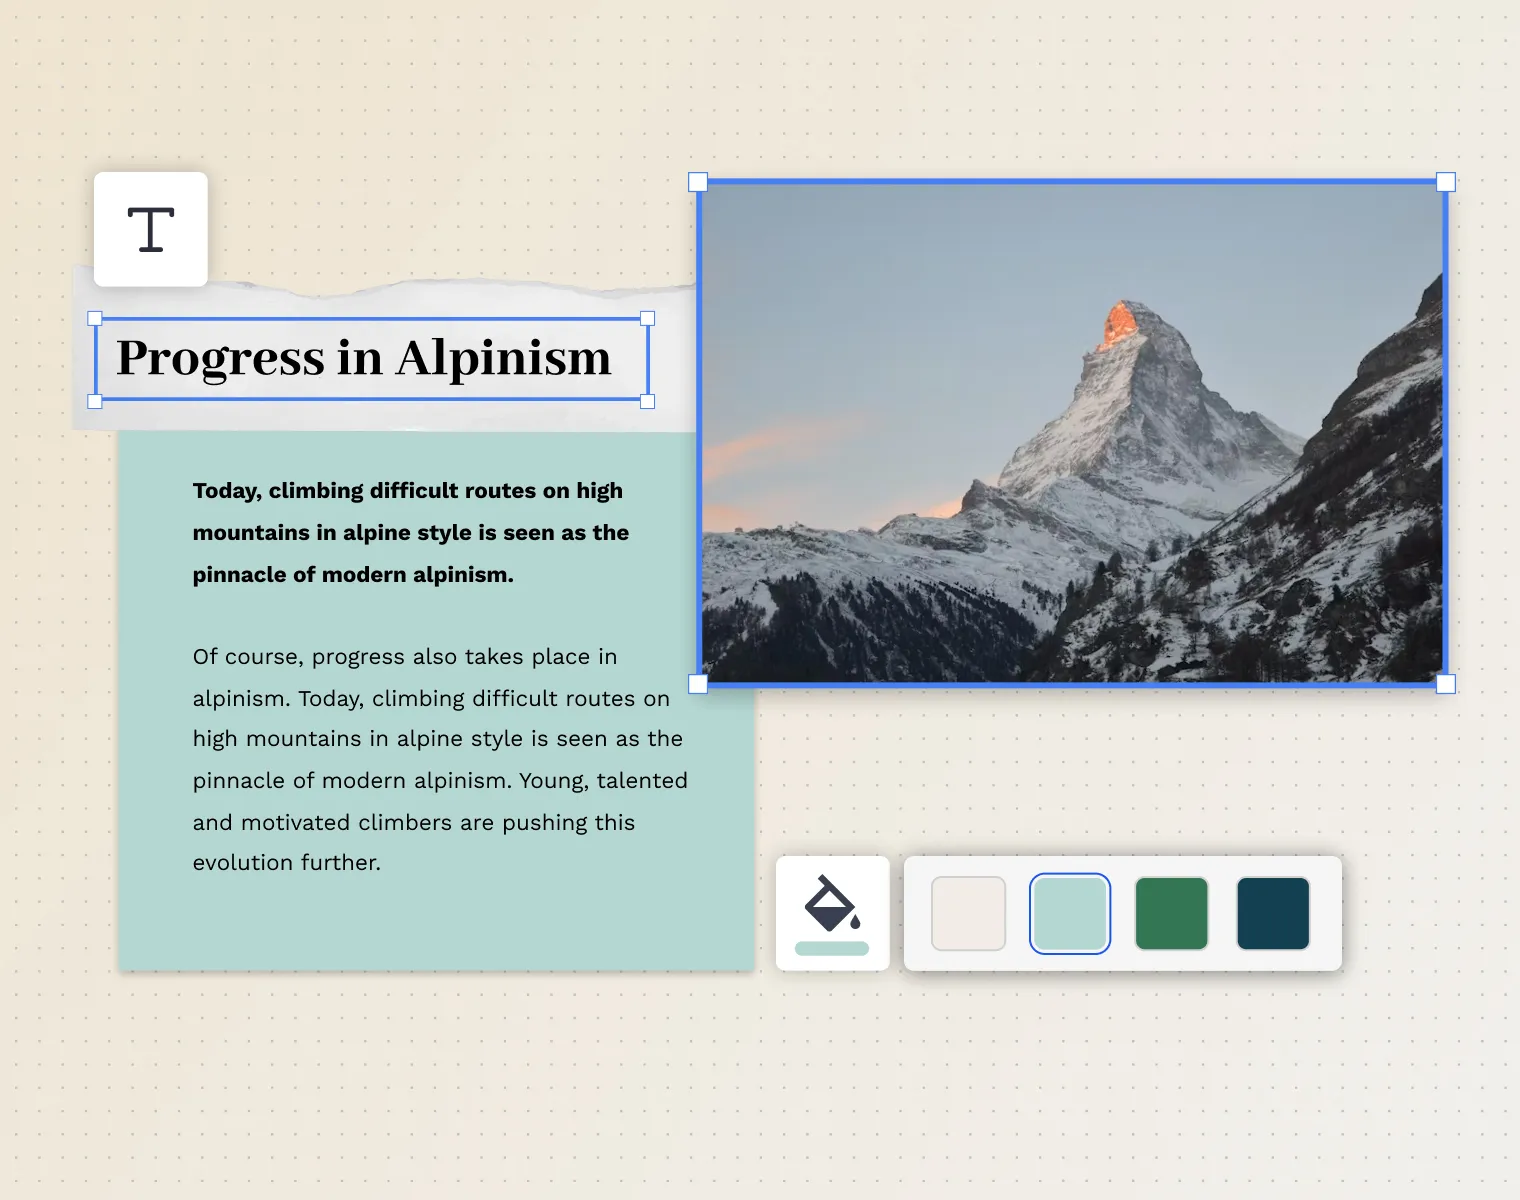 T
Progress in Alpinism
Today, climbing difficult routes on high
mountains in alpine style is seen as the
pinnacle of modern alpinism.
Of course, progress also takes place in
alpinism. Today, climbing difficult routes on
high mountains in alpine style is seen as the
pinnacle of modern alpinism. Young, talented
and motivated climbers are pushing this
evolution further.